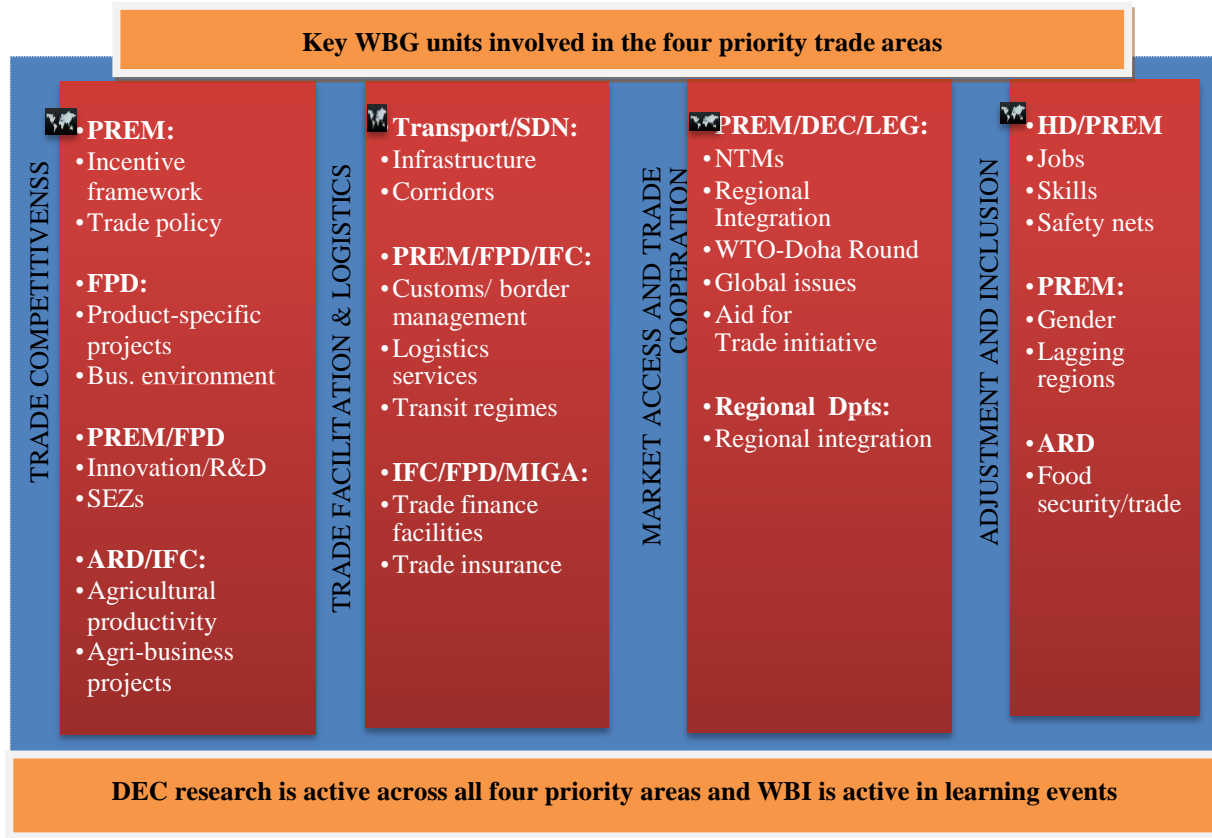 Key WBG units involved in the four priority trade areas
TRADE COMPETITIVENSS
•PREM:
•Incentive
framework
•Trade policy
•FPD:
•Product-specific
projects
•Bus. environment
•PREM/FPD
•Innovation/R&D
•SEZs
•ARD/IFC:
•Agricultural
productivity
•Agri-business
projects
TRADE FACILITATION & LOGISTICS
•Transport/SDN:
•Infrastructure
•Corridors
•PREM/FPD/IFC:
•Customs/ border
management
•Logistics
services
•Transit regimes
•IFC/FPD/MIGA:
•Trade finance
facilities
•Trade insurance
MARKET ACCESS AND TRADE
COOPERATION
PREM/DEC/LEG:
•NTMs
•Regional
Integration
•WTO-Doha Round
•Global issues
•Aid for
Trade initiative
•Regional Dpts:
•Regional integration
ADJUSTMENT AND INCLUSION
•HD/PREM
•Jobs
•Skills
•Safety nets
•PREM:
•Gender
•Lagging
regions
•ARD
•Food
security/trade
DEC research is active across all four priority areas and WBI is active in learning events